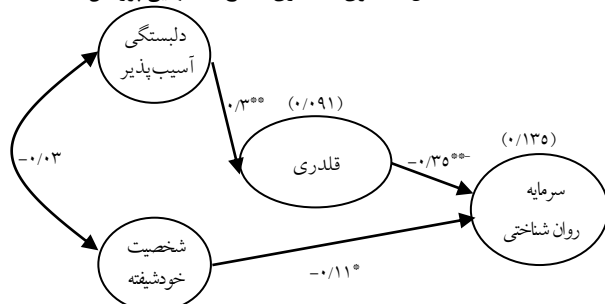 دلبستگی
آسیب‌پذیر
۰/۳**
(۰/۰۹۱)
قلدری
-۰/۳۵**
(۰/۱۳۵)
سرمایه
روان شناختی
-۰/۰۳
شخصیت
خودشیفته
-۰/۱۱*